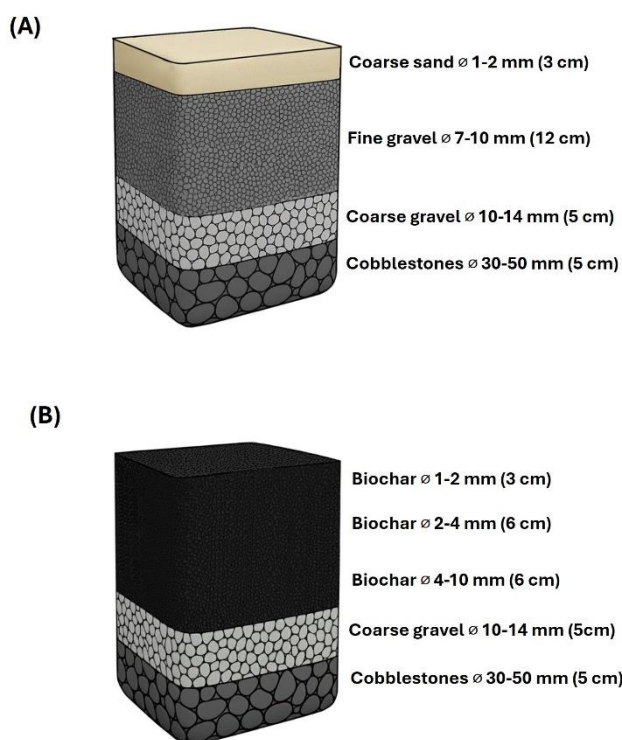 (A)
Coarse sand ⌀ 1-2 mm (3 cm)
Fine gravel ⌀ 7-10 mm (12 cm)
Coarse gravel ⌀ 10-14 mm (5 cm)
Cobblestones ⌀ 30-50 mm (5 cm)
(B)
Biochar ⌀ 1-2 mm (3 cm)
Biochar ⌀ 2-4 mm (6 cm)
Biochar ⌀ 4-10 mm (6 cm)
Coarse gravel ⌀ 10-14 mm (5cm)
Cobblestones ⌀ 30-50 mm (5 cm)